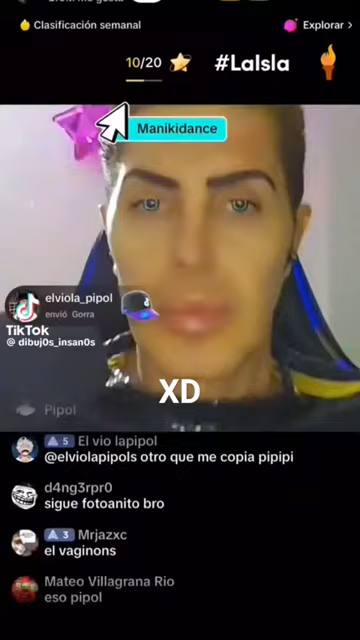 Clasificación semanal
Explorar >
10/20
#LaIsla
Manikidance
elviola_pipol
envió Gorra
TikTok
@ dibuj0s_insan0s
XD
Pipol
5 El vio lapipol
@elviolapipols otro que me copia pipipi
d4ng3rpr0
sigue fotoanito bro
3 Mrjazxc
el vaginons
Mateo Villagrana Rio
eso pipol